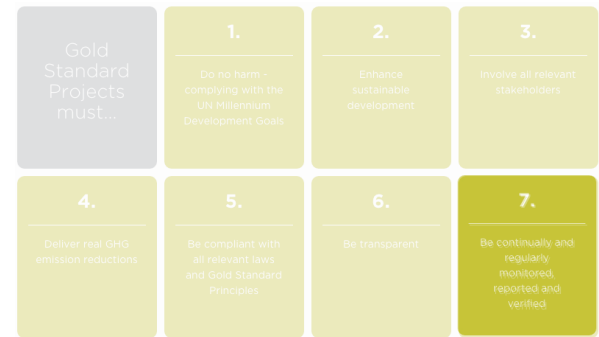 Gold
Standard
Projects
must...
1.
Do no harm -
complying with the
UN Millennium
Development Goals
2.
Enhance
sustainable
development
3.
Involve all relevant
stakeholders
4.
Deliver real GHG
emission reductions
5.
Be compliant with
all relevant laws
and Gold Standard
Principles
6.
Be transparent
7.
Be continually and
regularly
monitored,
reported and
verified